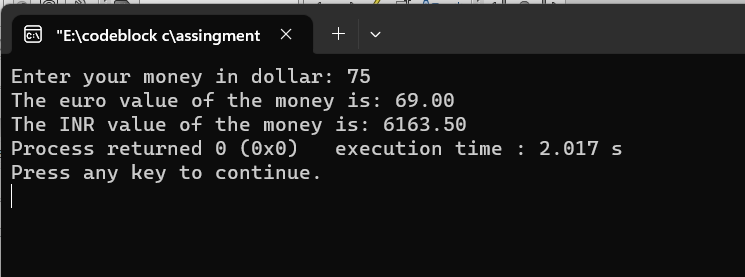 "E:\codeblock c\assingment
Enter your money in dollar: 75
The euro value of the money is: 69.00
The INR value of the money is: 6163.50
Process returned 0 (0x0)   execution time : 2.017 s
Press any key to continue.